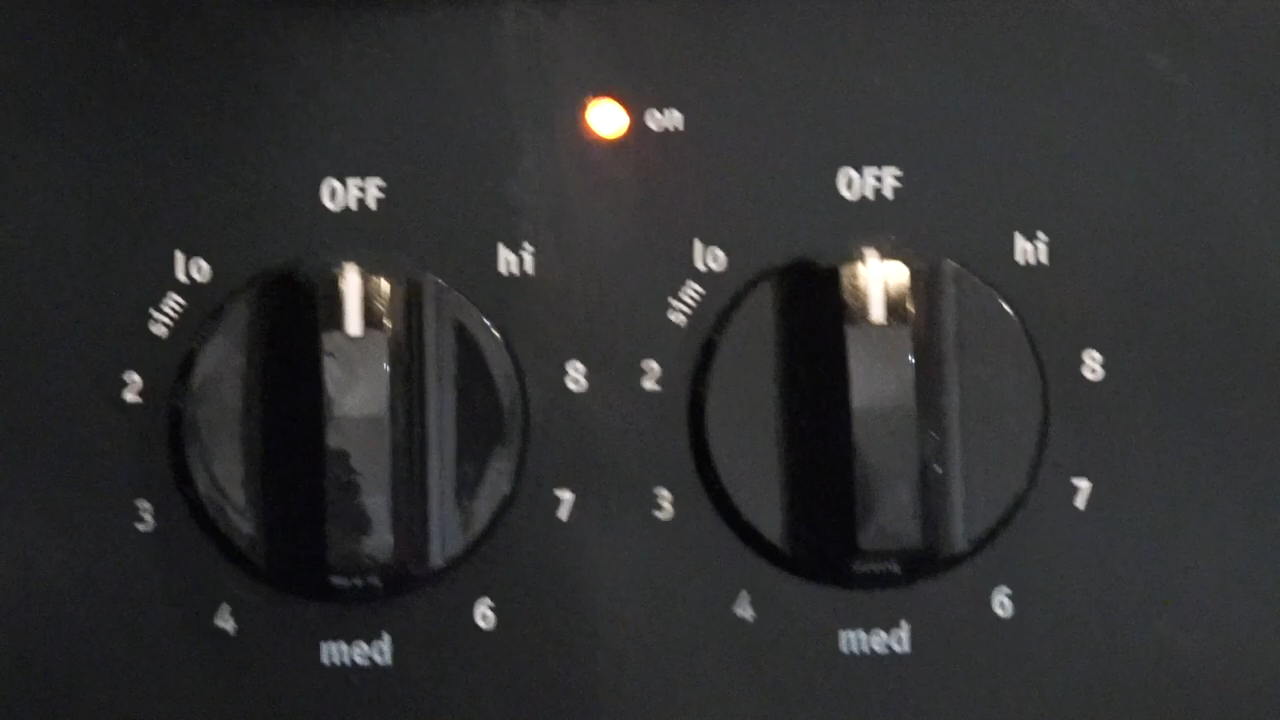 on
OFF OFF
lo hi lo hi
sim sim
2 8 2 8
3 7 3 7
4 6 4 6
med med